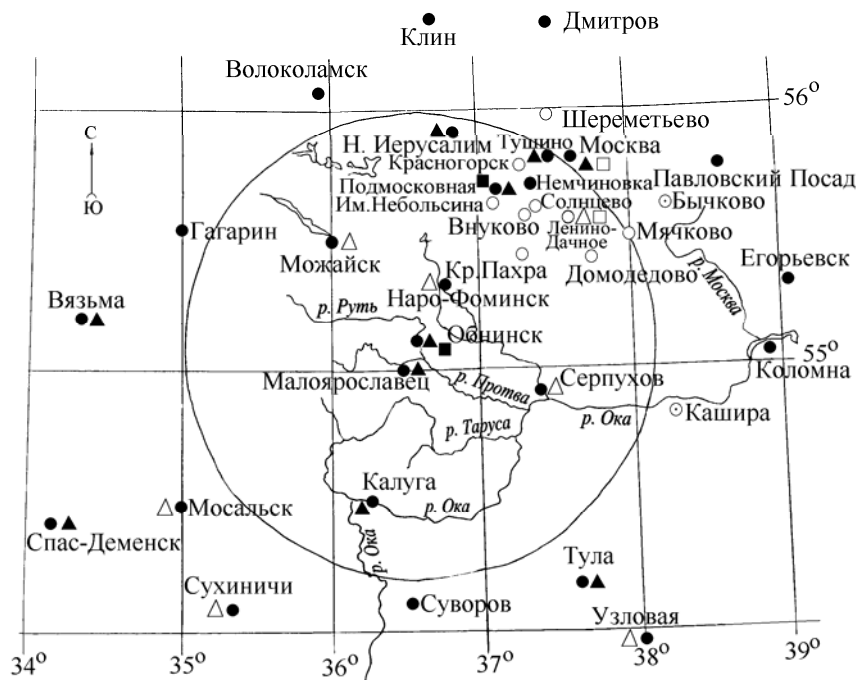 Клин
Дмитров
Волоколамск
56°
С
Ю
Шереметьево
Н. Иерусалим
Тушино
Москва
Красногорск
Павловский Посад
Подмосковная
Немчиновка
Им.Небольсина
Солнцево
Бычково
Внуково
Ленино-
Дачное
Мячково
Гагарин
Можайск
Домодедово
Егорьевск
р. Москва
Кр.Пахра
Наро-Фоминск
Вязьма
р. Руть
Обнинск
55°
Коломна
Малоярославец
р. Протва
Серпухов
р. Ока
Кашира
р. Таруса
Калуга
Мосальск
р. Ока
Спас-Деменск
р. Ока
Тула
Сухиничи
Суворов
Узловая
34°
35°
36°
37°
38°
39°